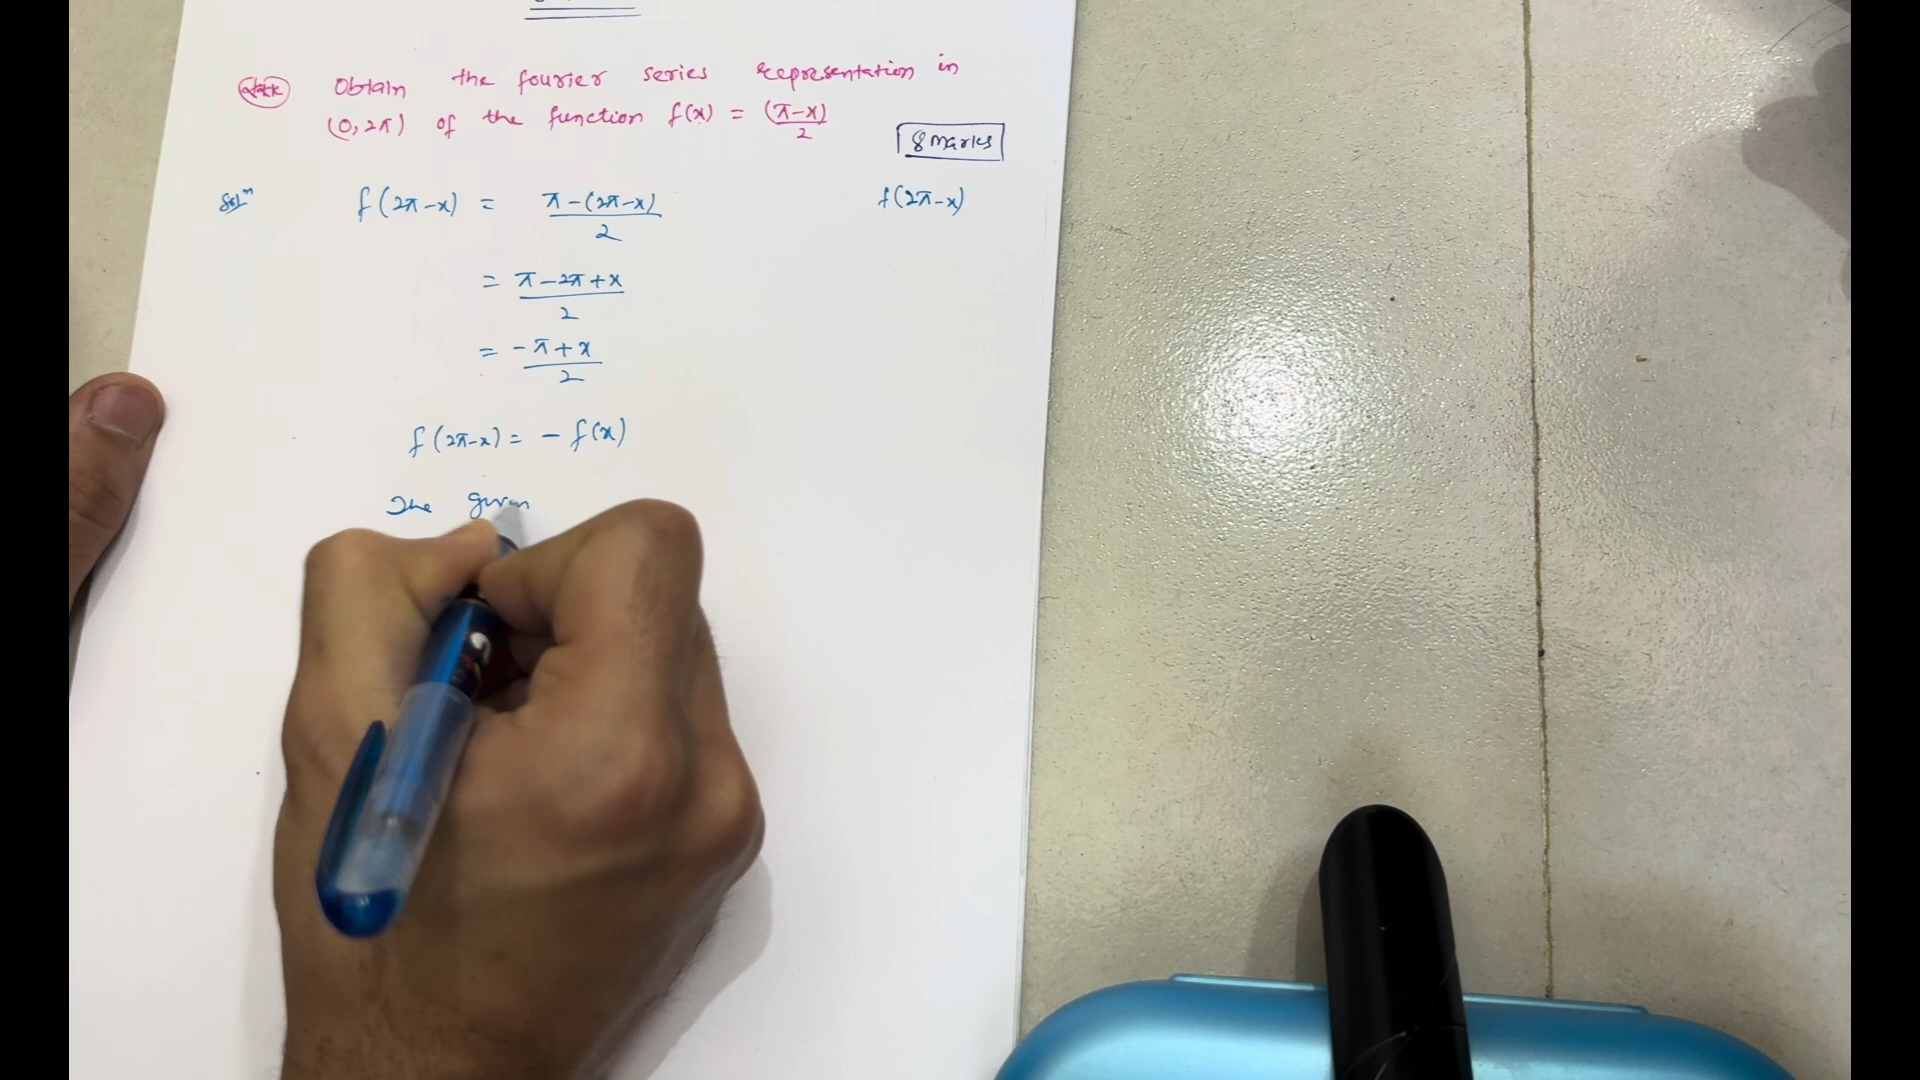 Obtain the fourier series representation in
(0, 2π) of the function f(x) = (π-x)/2
8 marks
Solⁿ f(2π-x) = π-(2π-x)/2 f(2π-x)
= π-2π+x/2
= -π+x/2
f(2π-x) = - f(x)
The given